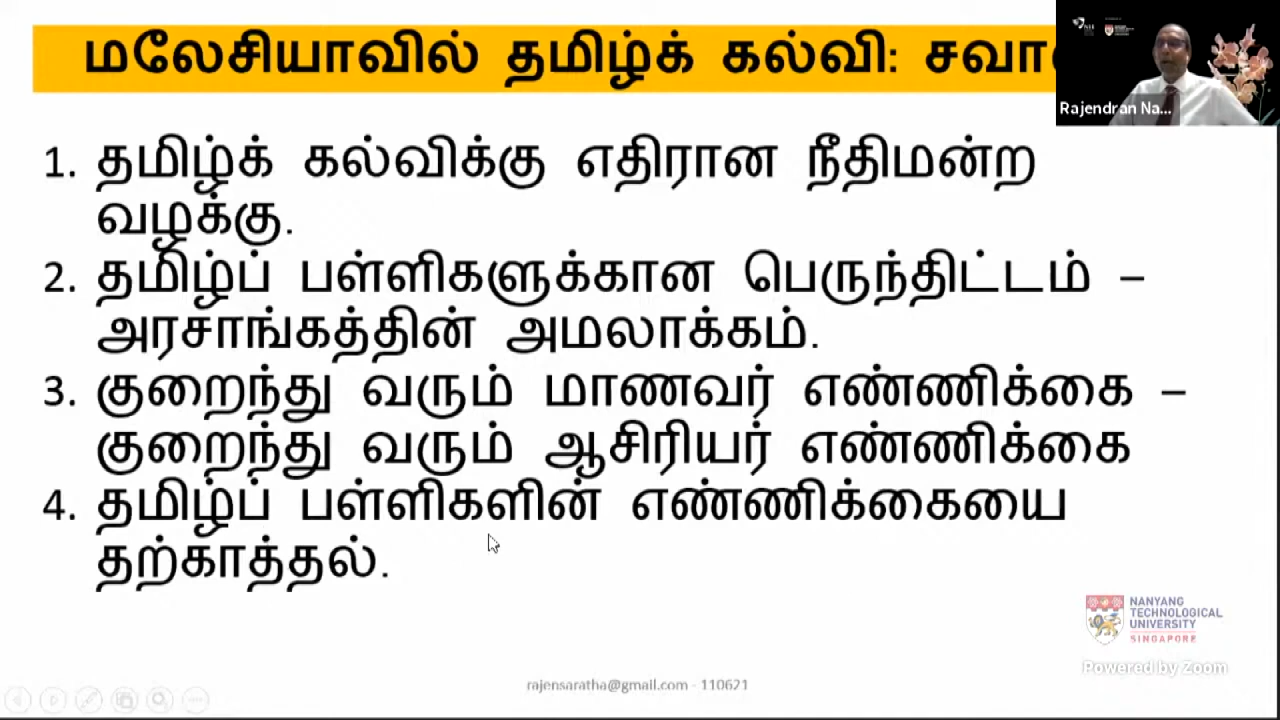 மலேசியாவில் தமிழ்க் கல்வி:
Rajendran Na...
1. தமிழ்க் கல்விக்கு எதிரான நீதிமன்ற
வழக்கு.
2. தமிழ்ப் பள்ளிகளுக்கான பெருந்திட்டம் –
அரசாங்கத்தின் அமலாக்கம்.
3. குறைந்து வரும் மாணவர் எண்ணிக்கை –
குறைந்து வரும் ஆசிரியர் எண்ணிக்கை
4. தமிழ்ப் பள்ளிகளின் எண்ணிக்கையை
தற்காத்தல்.
NANYANG
TECHNOLOGICAL
UNIVERSITY
SINGAPORE
Powered by Zoom
rajensaratha@gmail.com - 110621